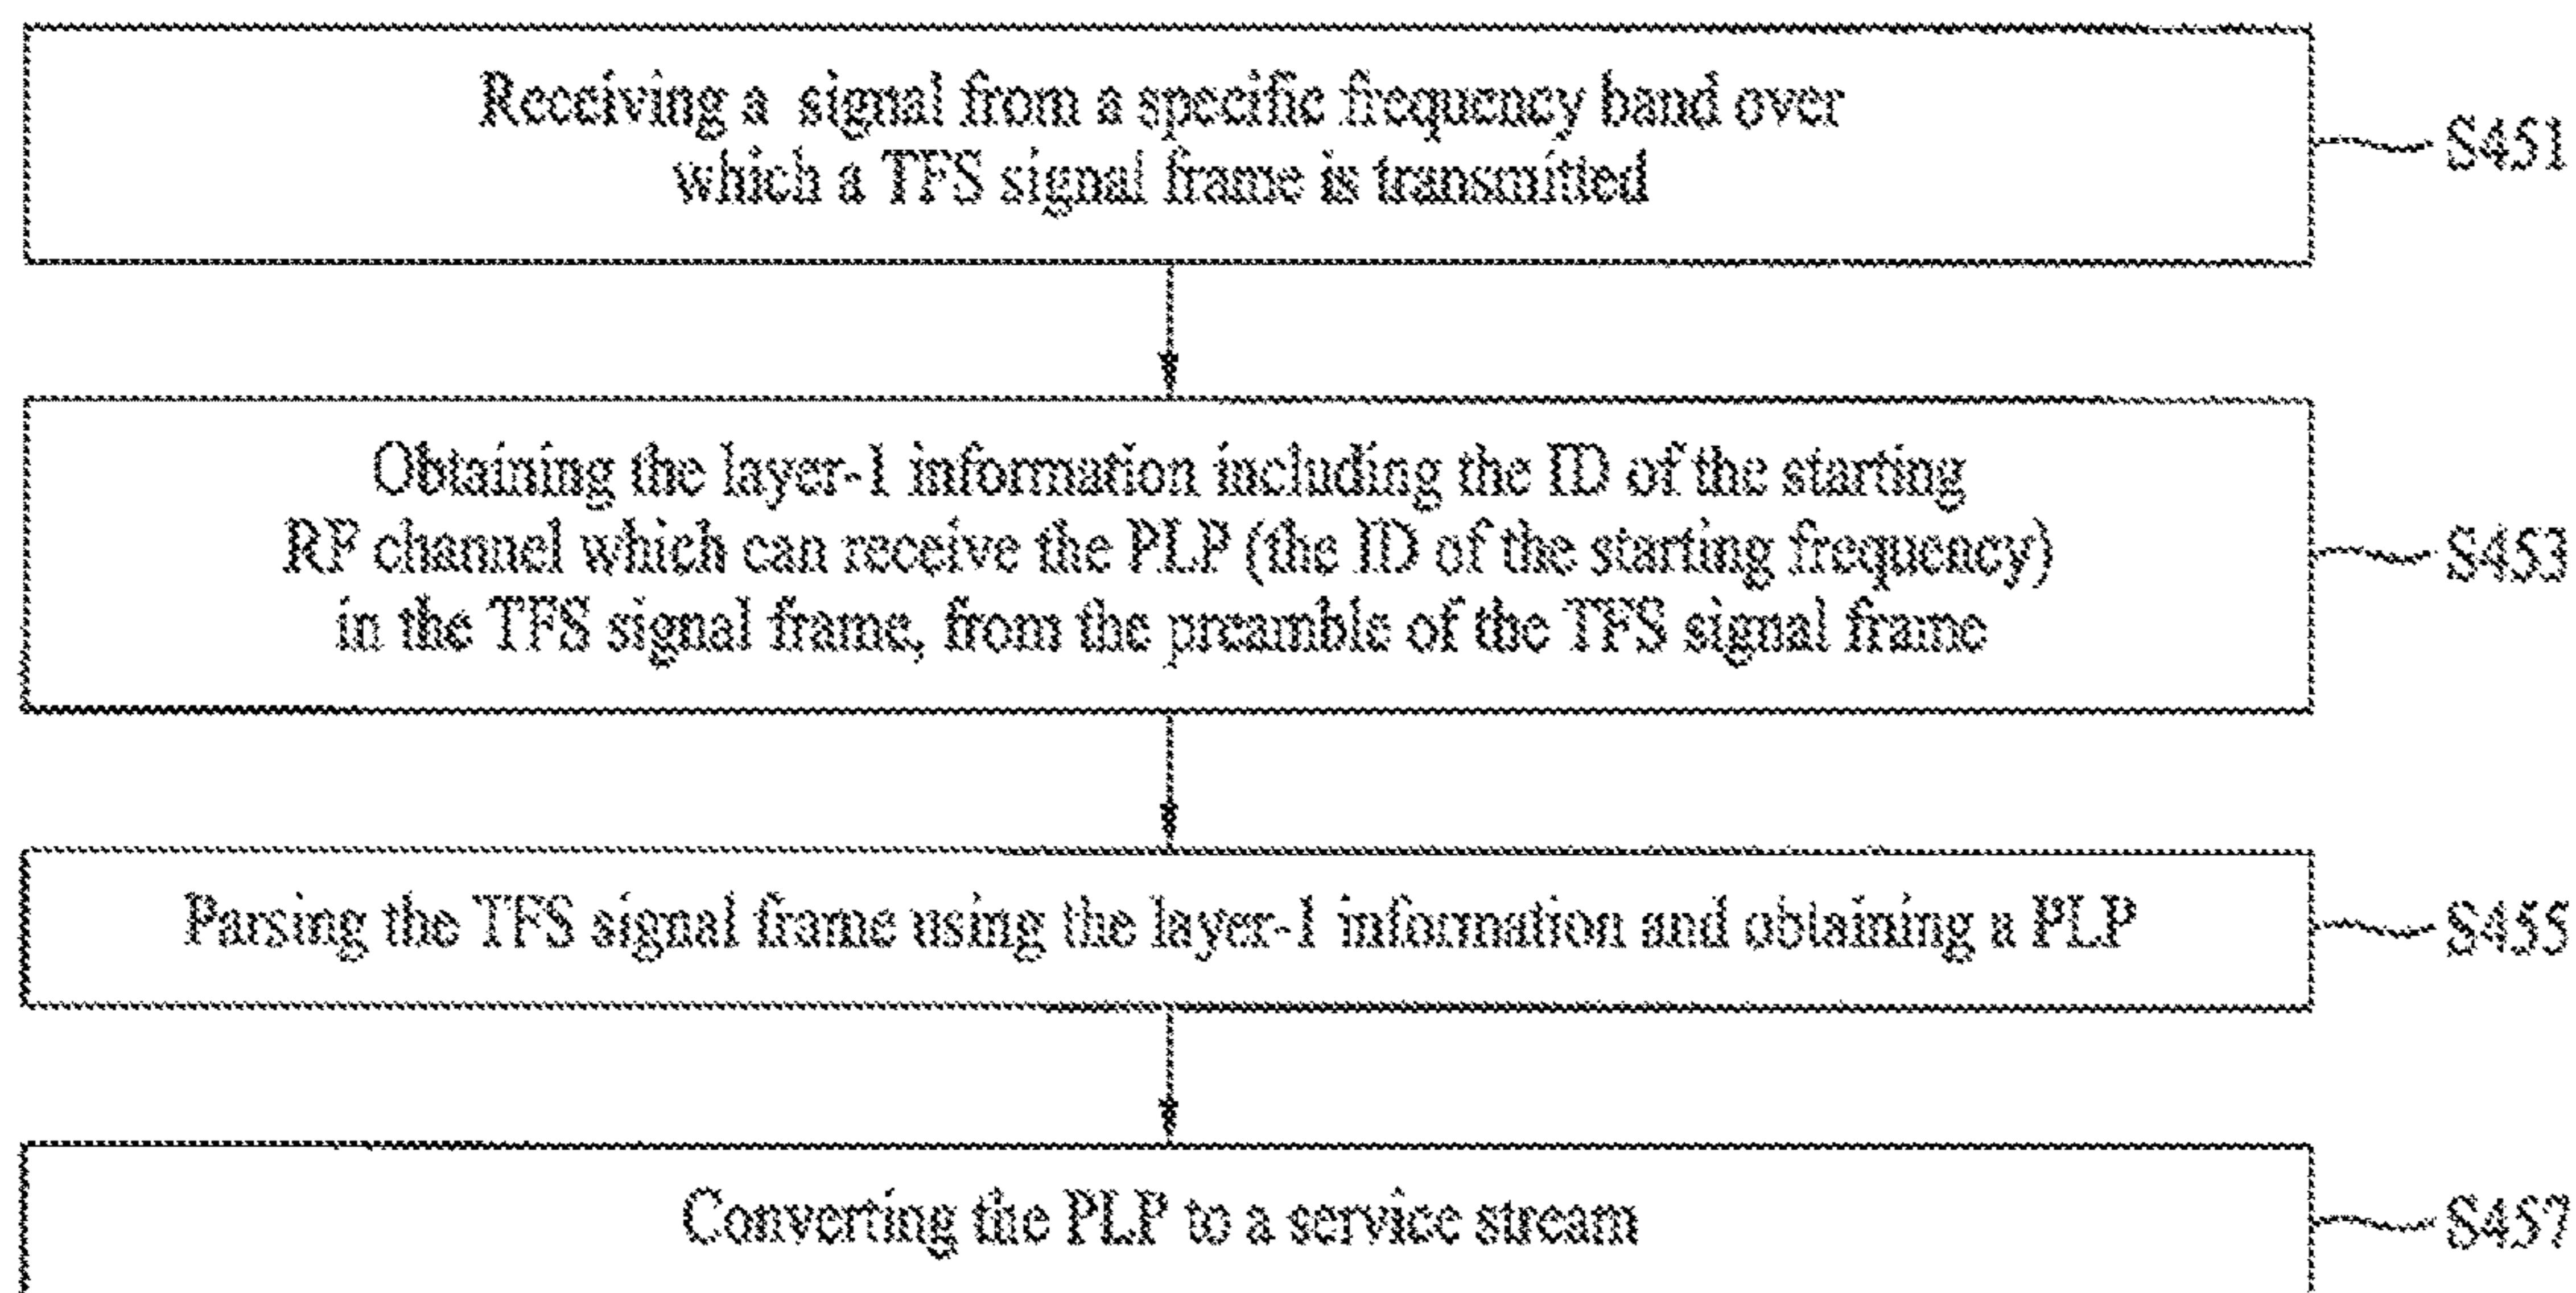 Receiving a signal from a specific frequency band over
which a TFS signal frame is transmitted
S451
Obtaining the layer-1 information including the ID of the starting
RF channel which can receive the PLP (the ID of the starting frequency)
in the TFS signal frame, from the preamble of the TFS signal frame
S453
Parsing the TFS signal frame using the layer-1 information and obtaining a PLP
S455
Converting the PLP to a service stream
S457